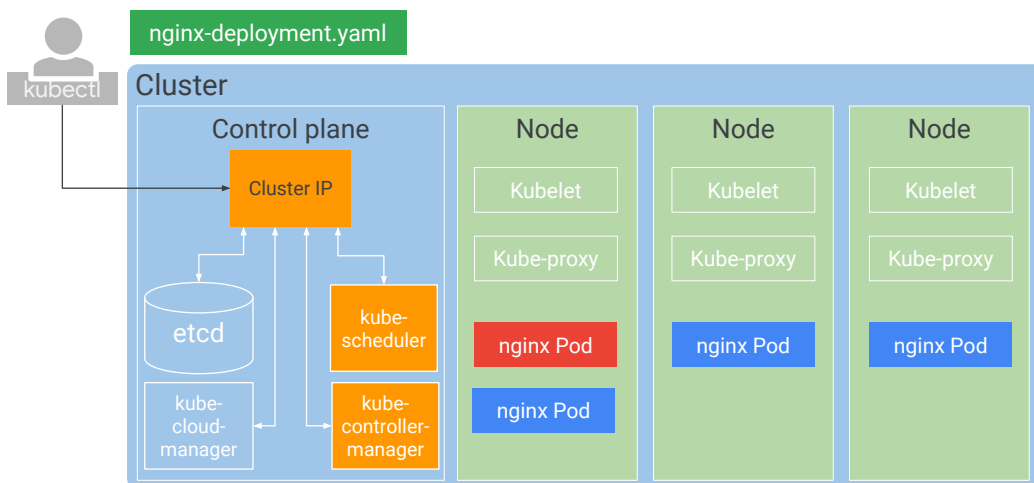 nginx-deployment.yaml
kubectl
Cluster
Control plane
Cluster IP
etcd
kube-
scheduler
kube-
cloud-
manager
kube-
controller-
manager
Node
Kubelet
Kube-proxy
nginx Pod
nginx Pod
Node
Kubelet
Kube-proxy
nginx Pod
Node
Kubelet
Kube-proxy
nginx Pod